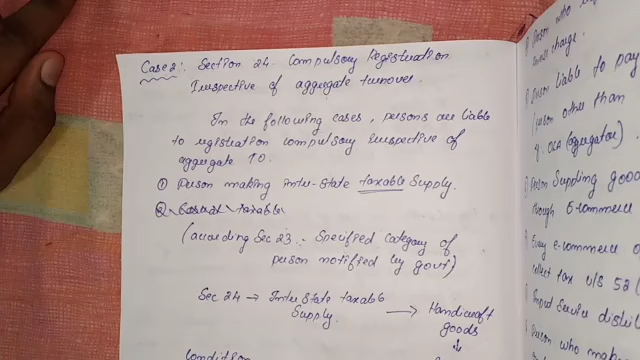 Case 2: Section 24 Compulsory Registration
Irrespective of aggregate turnover.
In the following cases, persons are liable
to registration compulsory irrespective of
aggregate TO.
① Person making Inter-State taxable Supply.
② Casual taxable
(according Sec 23 - Specified category of
person notified by govt)
Sec 24 → Inter State taxable
Supply. → Handicraft
goods
↓
Condition
Person who
charge.
Person liable to pay
(person other than
(aggregator)
Person Supplying good
through E-commerce
Every e-commerce o
collect tax u/s 52 (
Input Service distri
Person who make